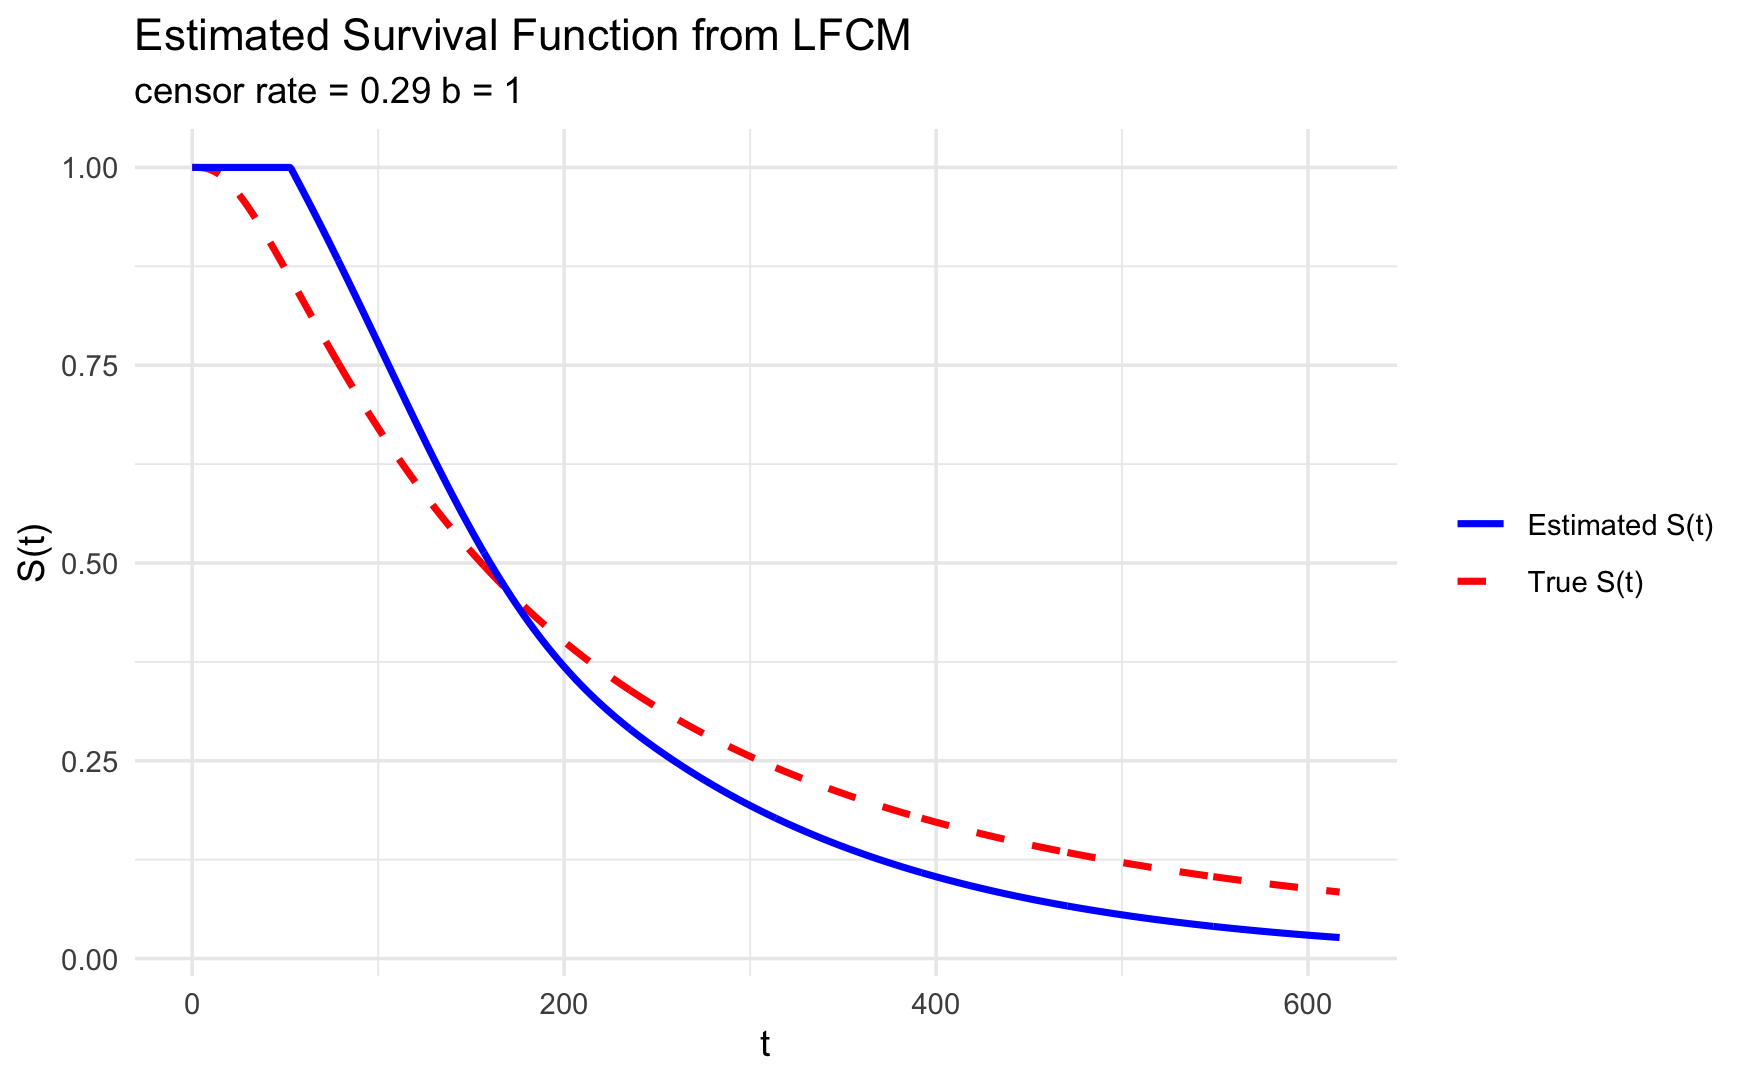 Estimated Survival Function from LFCM
censor rate = 0.29 b = 1
1.00
0.75
0.50
0.25
0.00
S(t)
0 200 400 600
t
Estimated S(t)
True S(t)